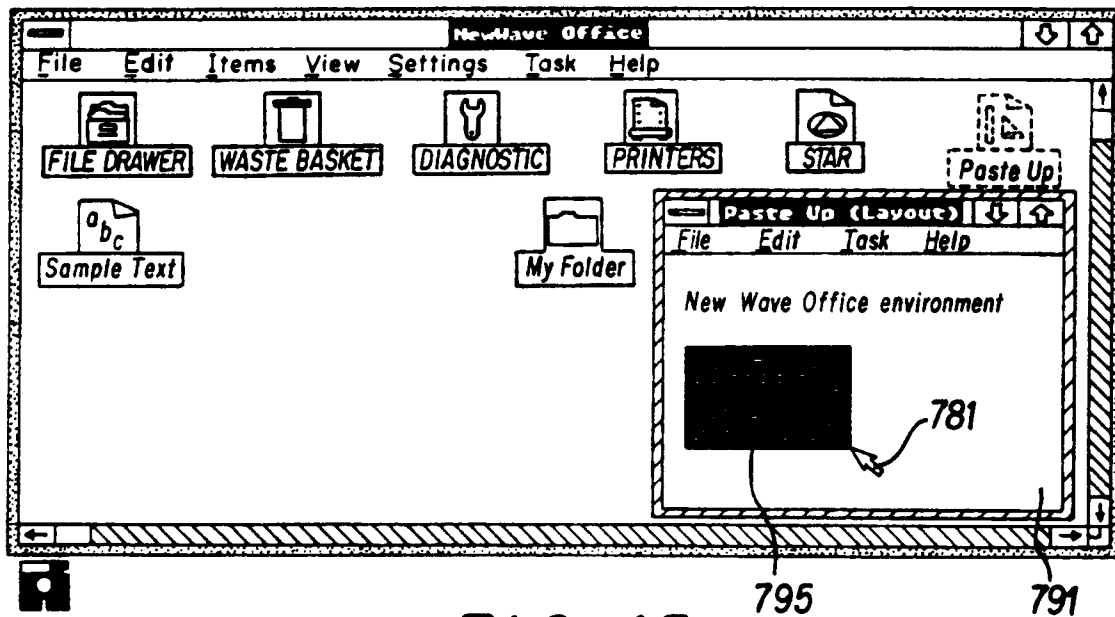 NewWave Office
File Edit Items View Settings Task Help
FILE DRAWER WASTE BASKET DIAGNOSTIC PRINTERS STAR Paste Up
abc
Sample Text My Folder
Paste Up (Layout)
File Edit Task Help
New Wave Office environment
781
795 791